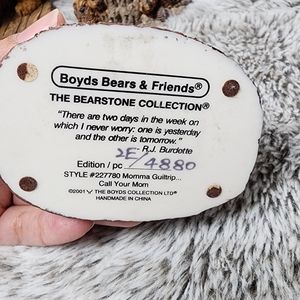 Boyds Bears & Friends®
THE BEARSTONE COLLECTION®
"There are two days in the week on
which I never worry: one is yesterday
and the other is tomorrow."
R.J. Burdotte
Edition / pc 2E/4880
STYLE #227780 Momma Guiltrip...
Call Your Mom
©2001 THE BOYDS COLLECTION LTD®
HANDMADE IN CHINA